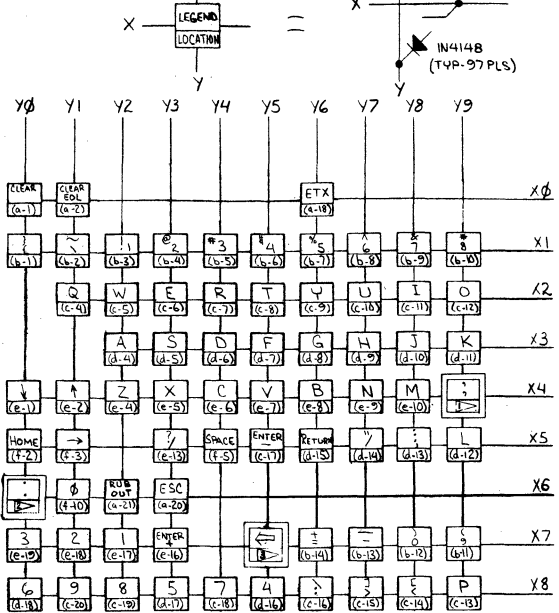 LEGEND
X
LOCATION
Y
=
X
IN4148
(TYP-97 PLS)
Y
YØ Y1 Y2 Y3 Y4 Y5 Y6 Y7 Y8 Y9
CLEAR CLEAR EOL ETX XØ
(a-1) (a-2) (a-18)
~ \ ! 1 @ 2 # 3 $ 4 % 5 ^ 6 & 7 * 8 X1
(b-1) (b-2) (b-3) (b-4) (b-5) (b-6) (b-7) (b-8) (b-9) (b-10)
Q W E R T Y U I O X2
(c-4) (c-5) (c-6) (c-7) (c-8) (c-9) (c-10) (c-11) (c-12)
A S D F G H J K X3
(d-4) (d-5) (d-6) (d-7) (d-8) (d-9) (d-10) (d-11)
↓ ↑ Z X C V B N M X4
(e-1) (e-2) (e-4) (e-5) (e-6) (e-7) (e-8) (e-9) (e-10)
HOME → ? / SPACE ENTER – RETURN " : ; L X5
(f-2) (f-3) (e-13) (f-5) (c-17) (d-15) (d-14) (d-13) (d-12)
Ø RUB OUT ESC X6
(f-10) (a-21) (a-20)
3 2 1 ENTER + ⇐ X7
(e-19) (e-18) (e-17) (e-16) (b-14) (b-13) (b-12) (b-11)
6 9 8 5 7 4 P X8
(d-18) (c-20) (c-19) (d-17) (c-18) (d-16) (c-16) (c-15) (c-14) (c-13)